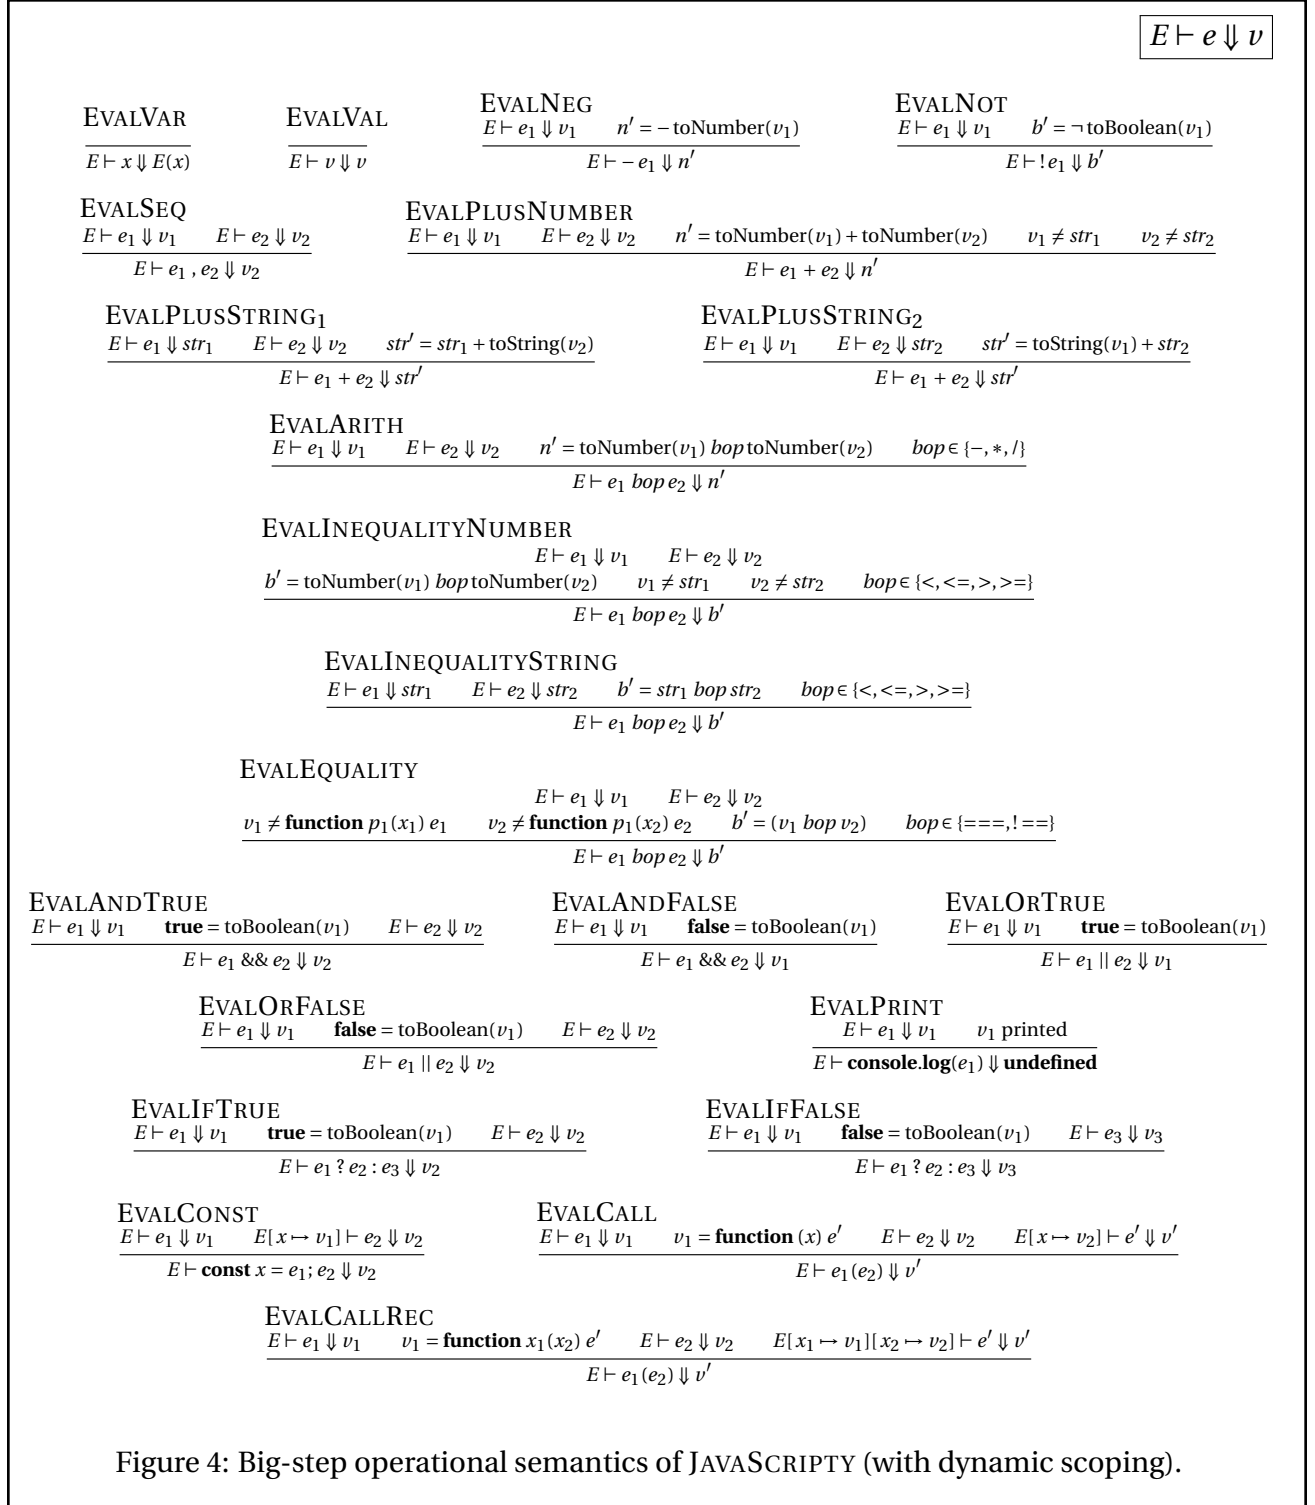 E ⊢ e ⇓ v
EVALVAR EVALVAL EVALNEG EVALNOT
E ⊢ e₁ ⇓ v₁ n′ = − toNumber(v₁) E ⊢ e₁ ⇓ v₁ b′ = ¬ toBoolean(v₁)
E ⊢ x ⇓ E(x) E ⊢ v ⇓ v E ⊢ − e₁ ⇓ n′ E ⊢ ! e₁ ⇓ b′
EVALSEQ EVALPLUSNUMBER
E ⊢ e₁ ⇓ v₁ E ⊢ e₂ ⇓ v₂ E ⊢ e₁ ⇓ v₁ E ⊢ e₂ ⇓ v₂ n′ = toNumber(v₁) + toNumber(v₂) v₁ ≠ str₁ v₂ ≠ str₂
E ⊢ e₁ , e₂ ⇓ v₂ E ⊢ e₁ + e₂ ⇓ n′
EVALPLUSSTRING₁ EVALPLUSSTRING₂
E ⊢ e₁ ⇓ str₁ E ⊢ e₂ ⇓ v₂ str′ = str₁ + toString(v₂) E ⊢ e₁ ⇓ v₁ E ⊢ e₂ ⇓ str₂ str′ = toString(v₁) + str₂
E ⊢ e₁ + e₂ ⇓ str′ E ⊢ e₁ + e₂ ⇓ str′
EVALARITH
E ⊢ e₁ ⇓ v₁ E ⊢ e₂ ⇓ v₂ n′ = toNumber(v₁) bop toNumber(v₂) bop ∈ {−, ∗, /}
E ⊢ e₁ bop e₂ ⇓ n′
EVALINEQUALITYNUMBER
E ⊢ e₁ ⇓ v₁ E ⊢ e₂ ⇓ v₂
b′ = toNumber(v₁) bop toNumber(v₂) v₁ ≠ str₁ v₂ ≠ str₂ bop ∈ {<, <=, >, >=}
E ⊢ e₁ bop e₂ ⇓ b′
EVALINEQUALITYSTRING
E ⊢ e₁ ⇓ str₁ E ⊢ e₂ ⇓ str₂ b′ = str₁ bop str₂ bop ∈ {<, <=, >, >=}
E ⊢ e₁ bop e₂ ⇓ b′
EVALEQUALITY
E ⊢ e₁ ⇓ v₁ E ⊢ e₂ ⇓ v₂
v₁ ≠ function p₁(x₁) e₁ v₂ ≠ function p₁(x₂) e₂ b′ = (v₁ bop v₂) bop ∈ {===, !==}
E ⊢ e₁ bop e₂ ⇓ b′
EVALANDTRUE EVALANDFALSE EVALORTRUE
E ⊢ e₁ ⇓ v₁ true = toBoolean(v₁) E ⊢ e₂ ⇓ v₂ E ⊢ e₁ ⇓ v₁ false = toBoolean(v₁) E ⊢ e₁ ⇓ v₁ true = toBoolean(v₁)
E ⊢ e₁ && e₂ ⇓ v₂ E ⊢ e₁ && e₂ ⇓ v₁ E ⊢ e₁ || e₂ ⇓ v₁
EVALORFALSE EVALPRINT
E ⊢ e₁ ⇓ v₁ false = toBoolean(v₁) E ⊢ e₂ ⇓ v₂ E ⊢ e₁ ⇓ v₁ v₁ printed
E ⊢ e₁ || e₂ ⇓ v₂ E ⊢ console.log(e₁) ⇓ undefined
EVALIFTRUE EVALIFFALSE
E ⊢ e₁ ⇓ v₁ true = toBoolean(v₁) E ⊢ e₂ ⇓ v₂ E ⊢ e₁ ⇓ v₁ false = toBoolean(v₁) E ⊢ e₃ ⇓ v₃
E ⊢ e₁ ? e₂ : e₃ ⇓ v₂ E ⊢ e₁ ? e₂ : e₃ ⇓ v₃
EVALCONST EVALCALL
E ⊢ e₁ ⇓ v₁ E[x ↦ v₁] ⊢ e₂ ⇓ v₂ E ⊢ e₁ ⇓ v₁ v₁ = function (x) e′ E ⊢ e₂ ⇓ v₂ E[x ↦ v₂] ⊢ e′ ⇓ v′
E ⊢ const x = e₁; e₂ ⇓ v₂ E ⊢ e₁(e₂) ⇓ v′
EVALCALLREC
E ⊢ e₁ ⇓ v₁ v₁ = function x₁(x₂) e′ E ⊢ e₂ ⇓ v₂ E[x₁ ↦ v₁][x₂ ↦ v₂] ⊢ e′ ⇓ v′
E ⊢ e₁(e₂) ⇓ v′
Figure 4: Big-step operational semantics of JAVASCRIPTY (with dynamic scoping).